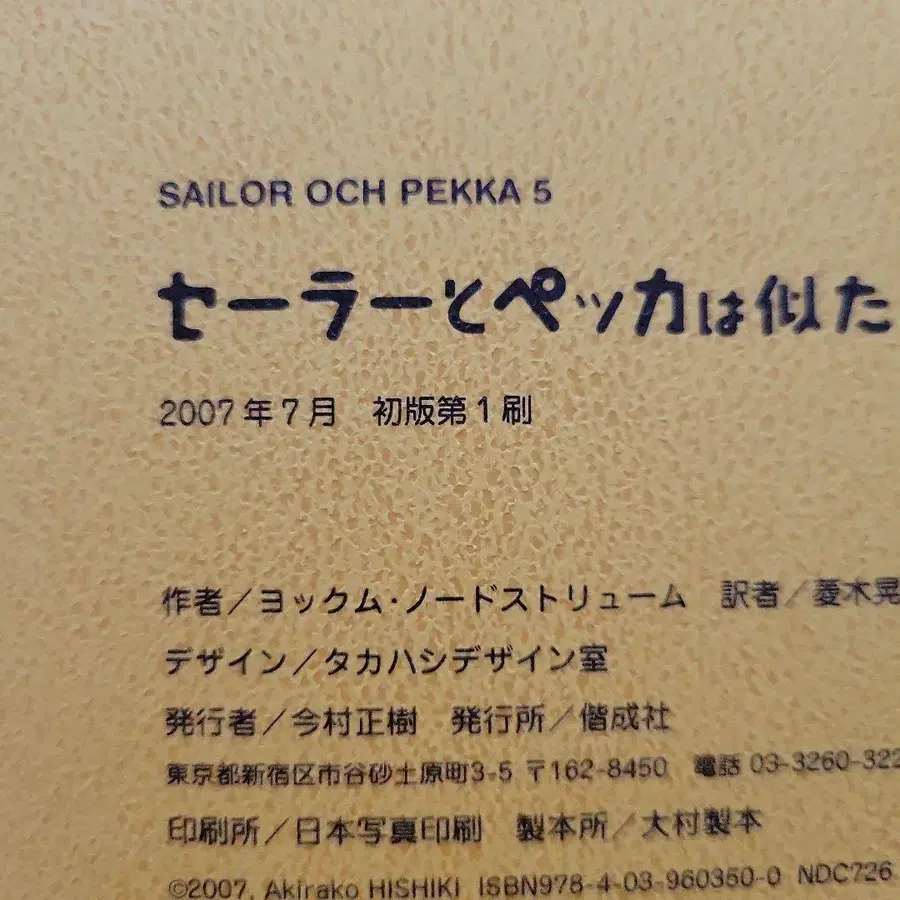 SAILOR OCH PEKKA 5
セーラーとペッカは似た
2007年7月 初版第1刷
作者/ヨックム・ノードストリューム 訳者/菱木晃
デザイン/タカハシデザイン室
発行者/今村正樹 発行所/偕成社
東京都新宿区市谷砂土原町3-5 〒162-8450 電話 03-3260-322
印刷所/日本写真印刷 製本所/大村製本
©2007, Akirako HISHIKI ISBN978-4-03-960350-0 NDC726